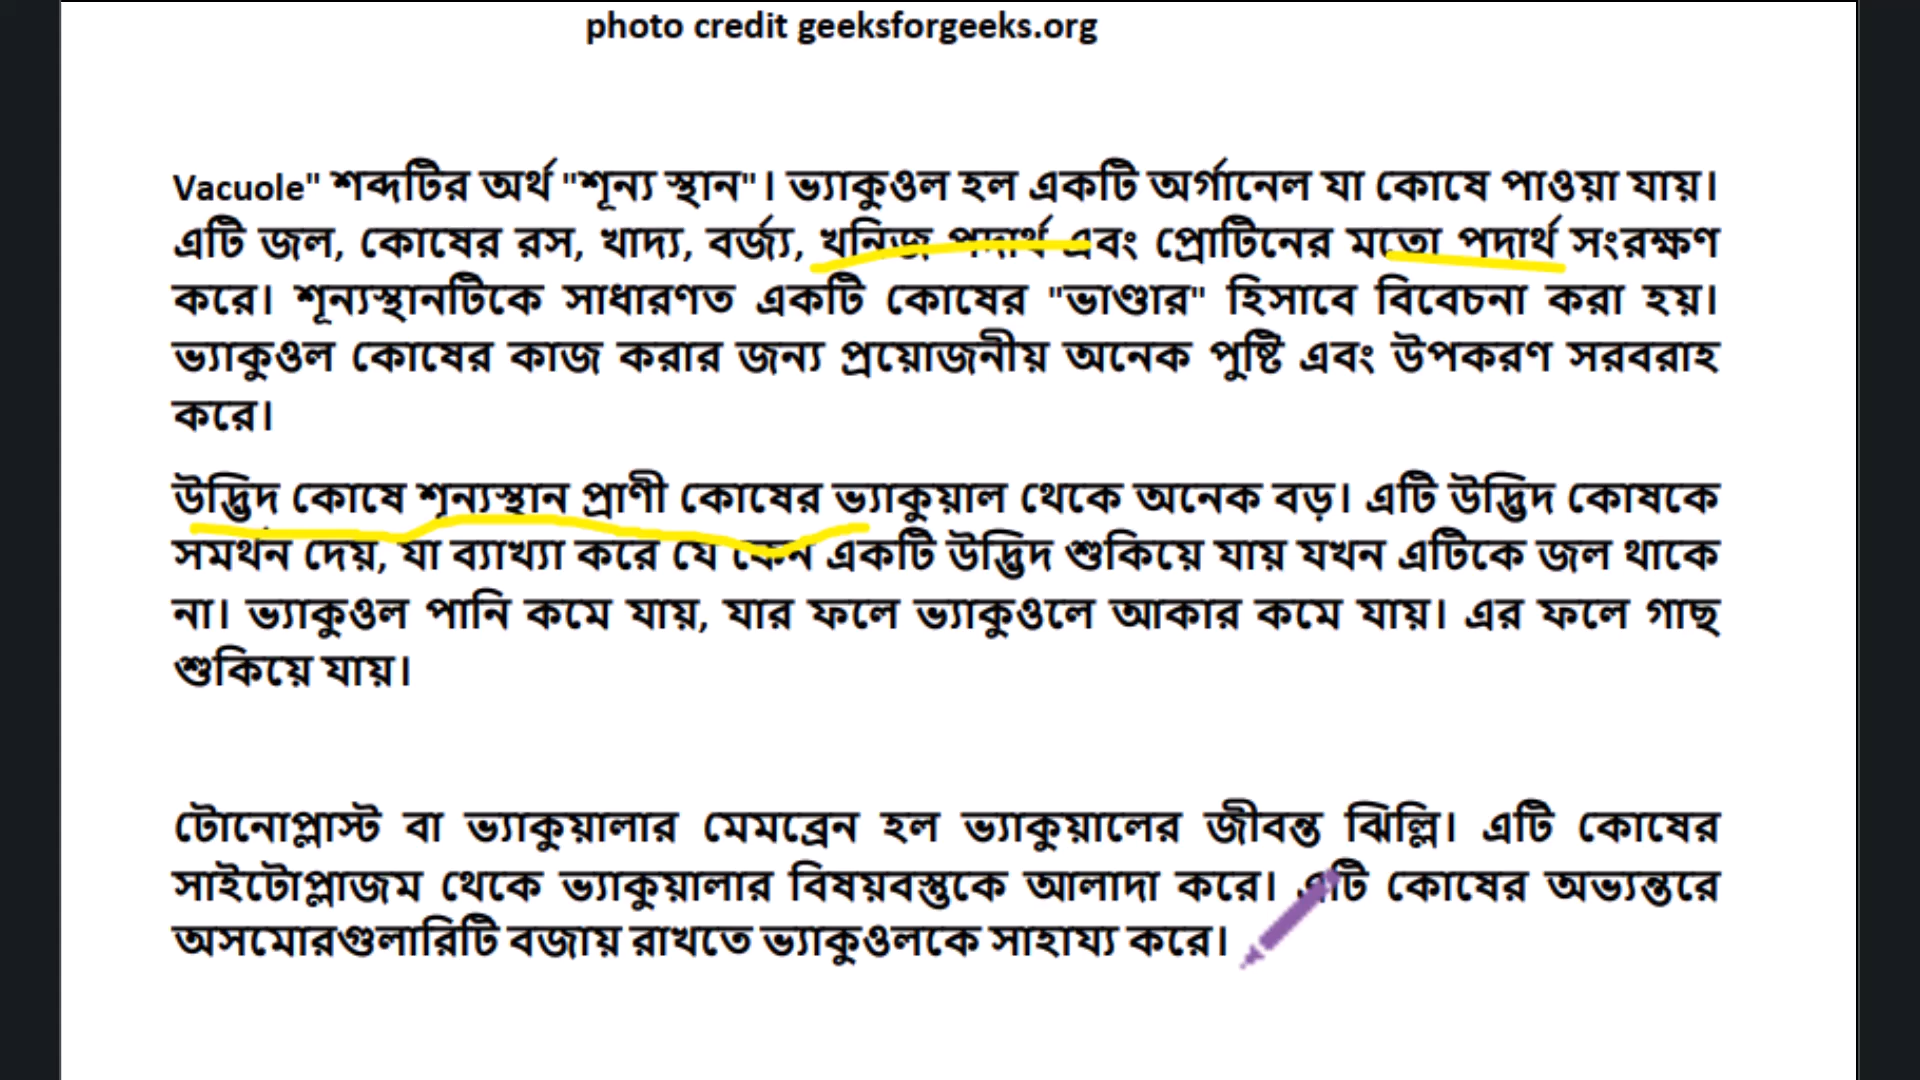 photo credit geeksforgeeks.org
Vacuole" শব্দটির অর্থ "শূন্য স্থান"। ভ্যাকুওল হল একটি অর্গানেল যা কোষে পাওয়া যায়।
এটি জল, কোষের রস, খাদ্য, বর্জ্য, খনিজ পদার্থ এবং প্রোটিনের মতো পদার্থ সংরক্ষণ
করে। শূন্যস্থানটিকে সাধারণত একটি কোষের "ভাণ্ডার" হিসাবে বিবেচনা করা হয়।
ভ্যাকুওল কোষের কাজ করার জন্য প্রয়োজনীয় অনেক পুষ্টি এবং উপকরণ সরবরাহ
করে।
উদ্ভিদ কোষে শূন্যস্থান প্রাণী কোষের ভ্যাকুয়াল থেকে অনেক বড়। এটি উদ্ভিদ কোষকে
সমর্থন দেয়, যা ব্যাখ্যা করে যে কেন একটি উদ্ভিদ শুকিয়ে যায় যখন এটিকে জল থাকে
না। ভ্যাকুওল পানি কমে যায়, যার ফলে ভ্যাকুওলে আকার কমে যায়। এর ফলে গাছ
শুকিয়ে যায়।
টোনোপ্লাস্ট বা ভ্যাকুয়ালার মেমব্রেন হল ভ্যাকুয়ালের জীবন্ত ঝিল্লি। এটি কোষের
সাইটোপ্লাজম থেকে ভ্যাকুয়ালার বিষয়বস্তুকে আলাদা করে। এটি কোষের অভ্যন্তরে
অসমোরগুলারিটি বজায় রাখতে ভ্যাকুওলকে সাহায্য করে।